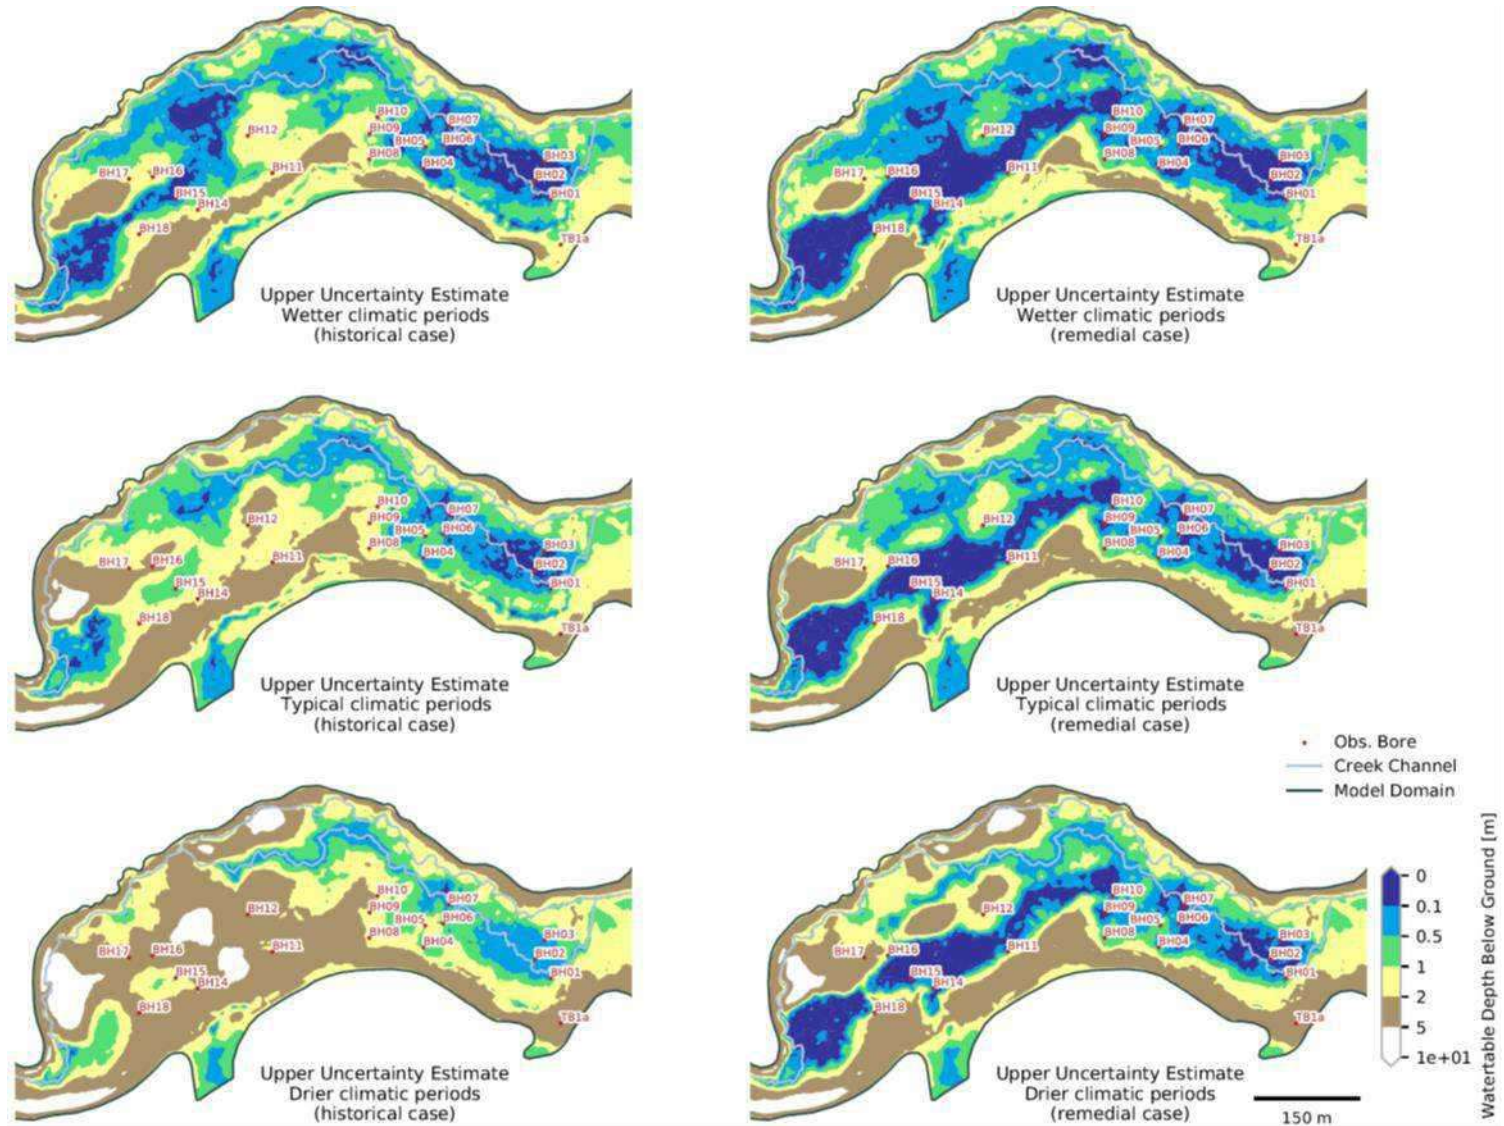 BH10
BH09
BH07
BH12
BH05
BH06
BH08
BH04
BH03
BH11
BH02
BH17
BH16
BH01
BH15
BH14
BH18
TB1a
Upper Uncertainty Estimate
Wetter climatic periods
(historical case)
BH10
BH09
BH07
BH12
BH05
BH06
BH08
BH04
BH03
BH11
BH02
BH17
BH16
BH01
BH15
BH14
BH18
TB1a
Upper Uncertainty Estimate
Wetter climatic periods
(remedial case)
BH10
BH09
BH07
BH12
BH05
BH06
BH08
BH04
BH03
BH11
BH02
BH17
BH16
BH01
BH15
BH14
BH18
TB1a
Upper Uncertainty Estimate
Typical climatic periods
(historical case)
BH10
BH09
BH07
BH12
BH05
BH06
BH08
BH04
BH03
BH11
BH02
BH17
BH16
BH01
BH15
BH14
BH18
TB1a
Upper Uncertainty Estimate
Typical climatic periods
(remedial case)
Obs. Bore
Creek Channel
Model Domain
BH10
BH09
BH07
BH12
BH05
BH06
BH08
BH04
BH03
BH11
BH02
BH17
BH16
BH01
BH15
BH14
BH18
TB1a
Upper Uncertainty Estimate
Drier climatic periods
(historical case)
BH10
BH09
BH07
BH12
BH05
BH06
BH08
BH04
BH03
BH11
BH02
BH17
BH16
BH01
BH15
BH14
BH18
TB1a
Upper Uncertainty Estimate
Drier climatic periods
(remedial case)
150 m
0
0.1
0.5
1
2
5
1e+01
Watertable Depth Below Ground [m]